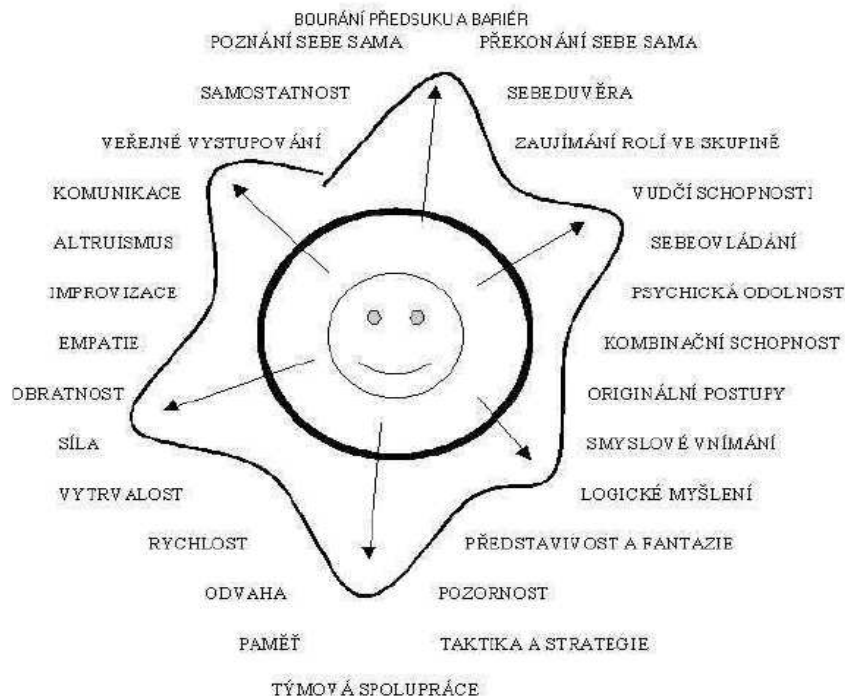 BOURÁNÍ PŘEDSUKU A BARIÉR
POZNÁNÍ SEBE SAMA PŘEKONÁNÍ SEBE SAMA
SAMOSTATNOST SEBEDUVĚRA
VEŘEJNÉ VYSTUPOVÁNÍ ZAUJÍMÁNÍ ROLÍ VE SKUPINĚ
KOMUNIKACE VUDČÍ SCHOPNOSTI
ALTRUISMUS SEBEOVLÁDÁNÍ
IMPROVIZACE PSYCHICKÁ ODOLNOST
EMPATIE KOMBINAČNÍ SCHOPNOST
OBRATNOST ORIGINÁLNÍ POSTUPY
SÍLA SMYSLOVÉ VNÍMÁNÍ
VYTRVALOST LOGICKÉ MYŠLENÍ
RYCHLOST PŘEDSTAVIVOST A FANTAZIE
ODVAHA POZORNOST
PAMĚŤ TAKTIKA A STRATEGIE
TÝMOVÁ SPOLUPRÁCE